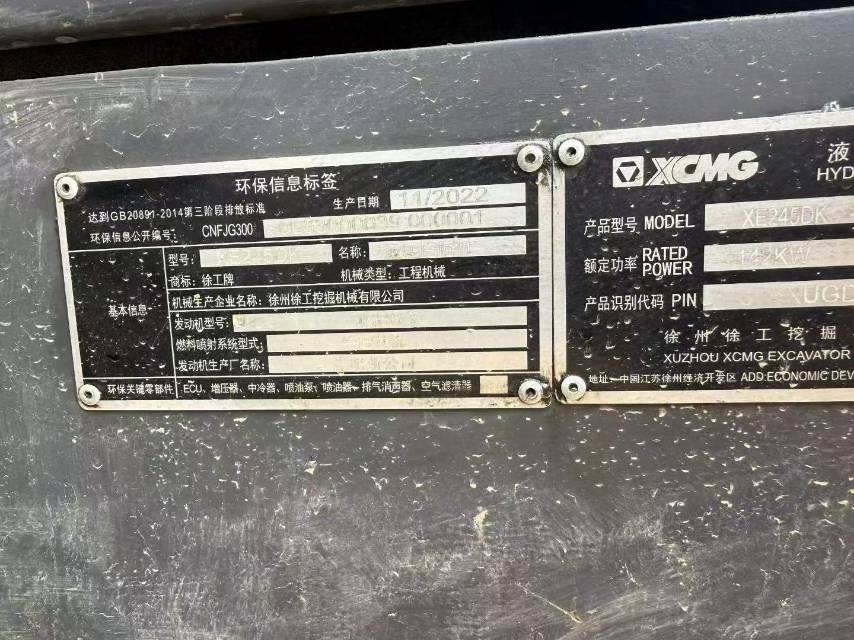 环保信息标签
达到GB20891-2014第三阶段排放标准
生产日期 11/2022
环保信息公开编号: CNFJG300
基本信息
型号:
名称:
商标: 徐工牌 机械类型: 工程机械
机械生产企业名称: 徐州徐工挖掘机械有限公司
发动机型号:
燃料喷射系统型式:
发动机生产厂名称:
环保关键零部件 ECU、增压器、中冷器、喷油泵、喷油器、排气消声器、空气滤清器
XCMG
液
HYD
产品型号 MODEL XE245DK
额定功率 RATED POWER 142KW
产品识别代码 PIN XUGD
徐州徐工挖掘
XUZHOU XCMG EXCAVATOR
地址: 中国江苏徐州经济开发区 ADD:ECONOMIC DEV